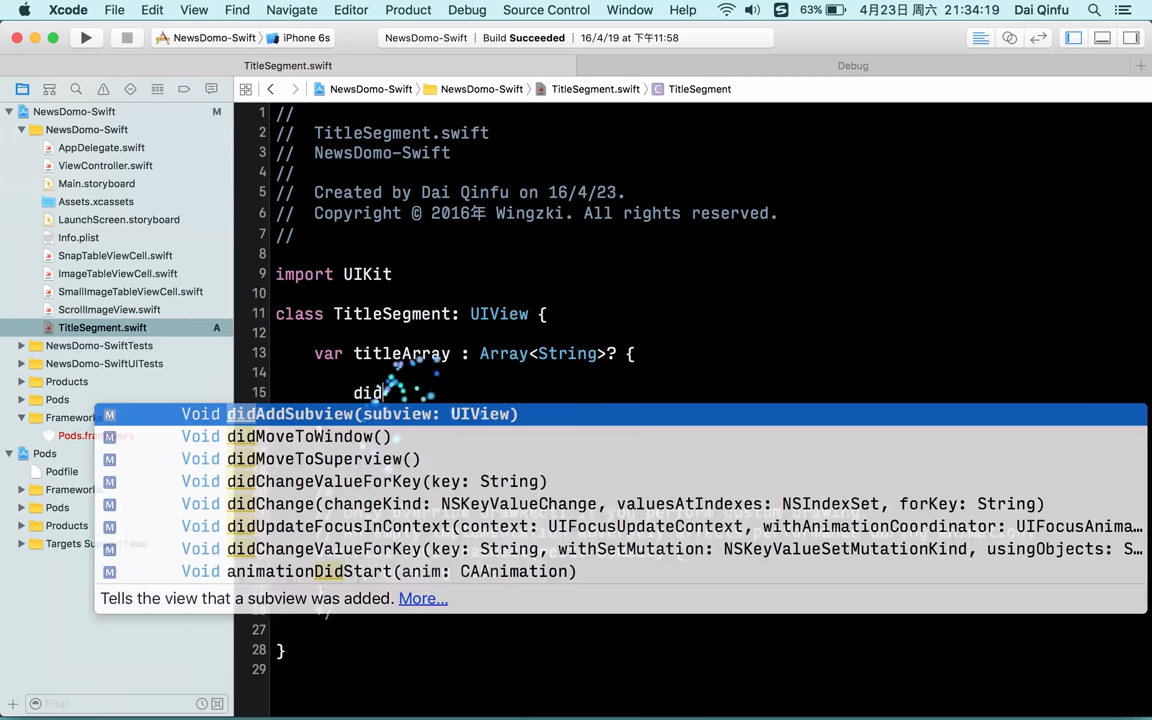 Xcode File Edit View Find Navigate Editor Product Debug Source Control Window Help 63% 4月23日 周六 21:34:19 Dai Qinfu
NewsDomo-Swift iPhone 6s NewsDomo-Swift Build Succeeded 16/4/19 at 下午11:58
TitleSegment.swift Debug
NewsDomo-Swift NewsDomo-Swift TitleSegment.swift TitleSegment
NewsDomo-Swift M
NewsDomo-Swift
AppDelegate.swift
ViewController.swift
Main.storyboard
Assets.xcassets
LaunchScreen.storyboard
Info.plist
SnapTableViewCell.swift
ImageTableViewCell.swift
SmallImageTableViewCell.swift
ScrollImageView.swift
TitleSegment.swift A
NewsDomo-SwiftTests
NewsDomo-SwiftUITests
Products
Pods
Frameworks
Pods.framework
Pods
Podfile
Frameworks
Pods
Products
Targets Support Files
Filter
1 //
2 // TitleSegment.swift
3 // NewsDomo-Swift
4 //
5 // Created by Dai Qinfu on 16/4/23.
6 // Copyright © 2016年 Wingzki. All rights reserved.
7 //
8
9 import UIKit
10
11 class TitleSegment: UIView {
12
13 var titleArray : Array<String>? {
14
15 did
M Void didAddSubview(subview: UIView)
M Void didMoveToWindow()
M Void didMoveToSuperview()
M Void didChangeValueForKey(key: String)
M Void didChange(changeKind: NSKeyValueChange, valuesAtIndexes: NSIndexSet, forKey: String)
M Void didUpdateFocusInContext(context: UIFocusUpdateContext, withAnimationCoordinator: UIFocusAnima...
M Void didChangeValueForKey(key: String, withSetMutation: NSKeyValueSetMutationKind, usingObjects: S...
M Void animationDidStart(anim: CAAnimation)
Tells the view that a subview was added. More...
*/
27
28 }
29